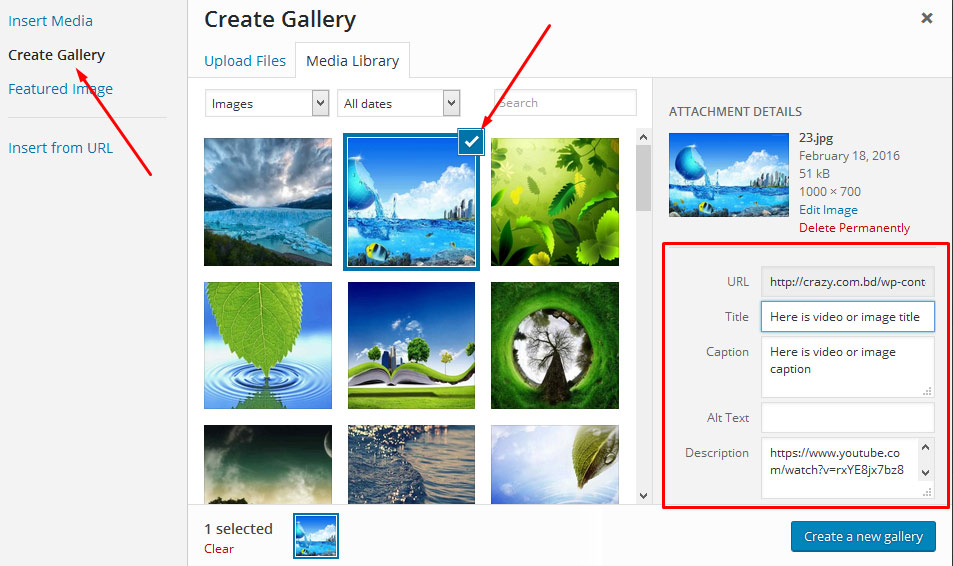 Insert Media
Create Gallery
Featured Image
Insert from URL
Create Gallery
Upload Files
Media Library
Images
All dates
Search
1 selected
Clear
ATTACHMENT DETAILS
23.jpg
February 18, 2016
51 kB
1000 × 700
Edit Image
Delete Permanently
URL
http://crazy.com.bd/wp-cont
Title
Here is video or image title
Caption
Here is video or image
caption
Alt Text
Description
https://www.youtube.co
m/watch?v=rxYE8jx7bz8
Create a new gallery